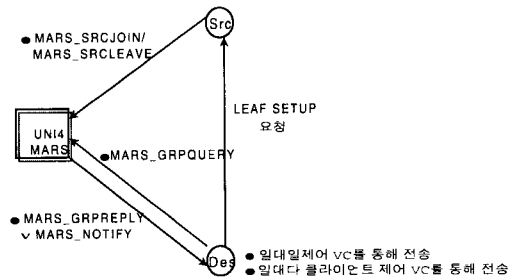 Src
● MARS_SRCJOIN/
MARS_SRCLEAVE
LEAF SETUP
요청
UNI4
MARS
●MARS_GRPQUERY
● MARS_GRPREPLY
∨ MARS_NOTIFY
Des
● 일대일제어 VC를 통해 전송
● 일대다 클라이언트 제어 VC를 통해 전송